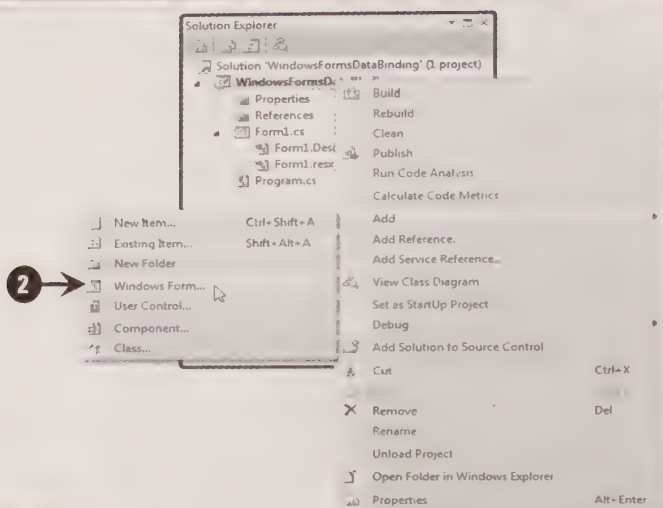 Solution Explorer
Solution 'WindowsFormsDataBinding' (1 project)
WindowsFormsD
Properties
References
Form1.cs
Form1.Desi
Form1.resx
Program.cs
Build
Rebuild
Clean
Publish
Run Code Analysis
Calculate Code Metrics
Add
Add Reference.
Add Service Reference...
View Class Diagram
Set as StartUp Project
Debug
Add Solution to Source Control
Cut Ctrl+X
Remove Del
Rename
Unload Project
Open Folder in Windows Explorer
Properties Alt+Enter
2
New Item... Ctrl+Shift+A
Existing Item... Shift+Alt+A
New Folder
Windows Form...
User Control...
Component...
Class...